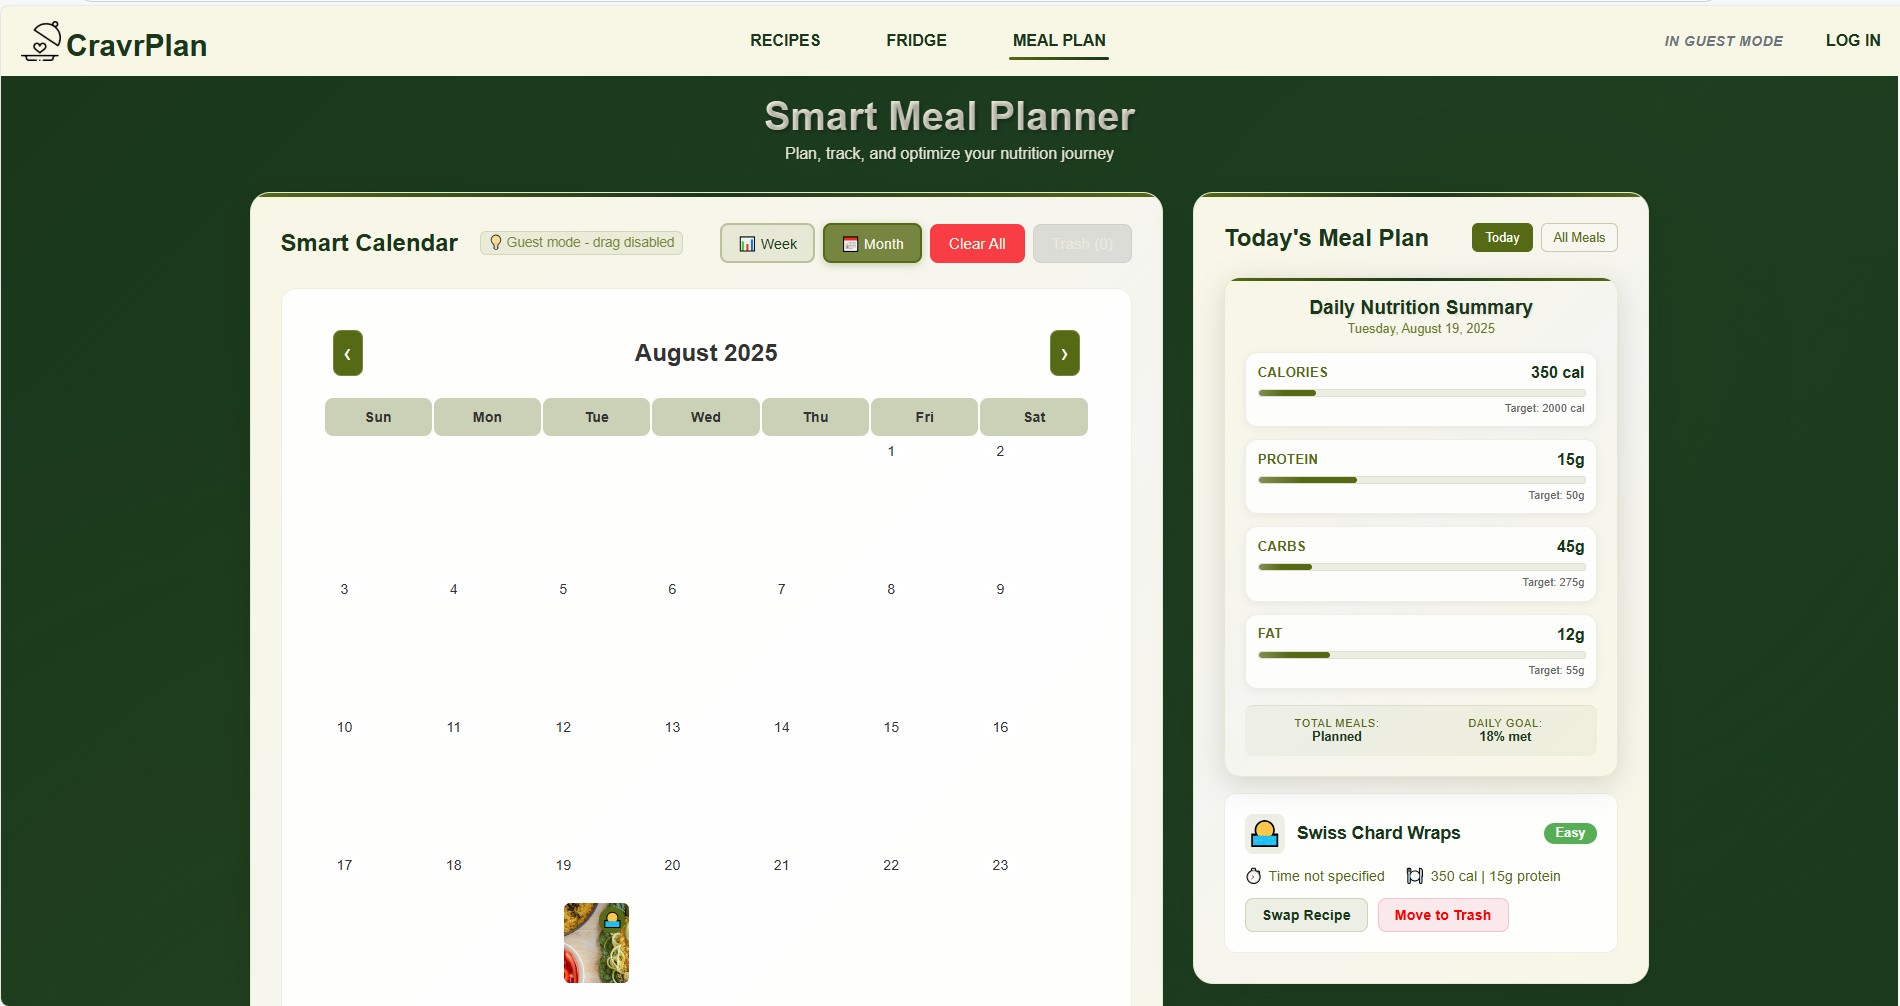 CravrPlan
RECIPES
FRIDGE
MEAL PLAN
IN GUEST MODE
LOG IN
Smart Meal Planner
Plan, track, and optimize your nutrition journey
Smart Calendar
Guest mode - drag disabled
Week
Month
Clear All
Trash (0)
August 2025
Sun Mon Tue Wed Thu Fri Sat
1 2
3 4 5 6 7 8 9
10 11 12 13 14 15 16
17 18 19 20 21 22 23
Today's Meal Plan
Today
All Meals
Daily Nutrition Summary
Tuesday, August 19, 2025
CALORIES 350 cal
Target: 2000 cal
PROTEIN 15g
Target: 50g
CARBS 45g
Target: 275g
FAT 12g
Target: 55g
TOTAL MEALS: DAILY GOAL:
Planned 18% met
Swiss Chard Wraps Easy
Time not specified 350 cal | 15g protein
Swap Recipe Move to Trash